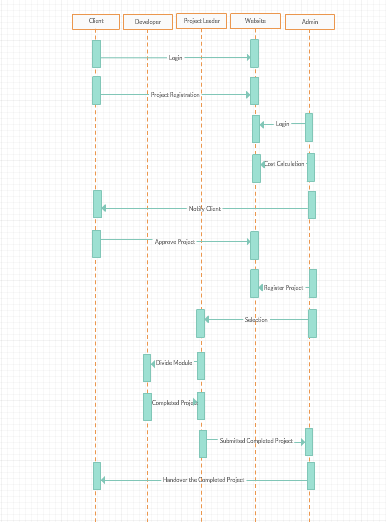 Client Developer Project Leader Website Admin
Login
Project Registration
Login
Cost Calculation
Notify Client
Approve Project
Register Project
Selection
Divide Module
Completed Project
Submitted Completed Project
Handover the Completed Project